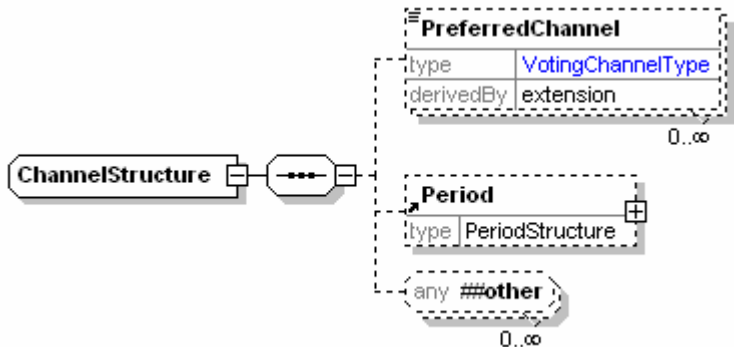 PreferredChannel
type VotingChannelType
derivedBy extension
0..∞
ChannelStructure
Period
type PeriodStructure
any ##other
0..∞